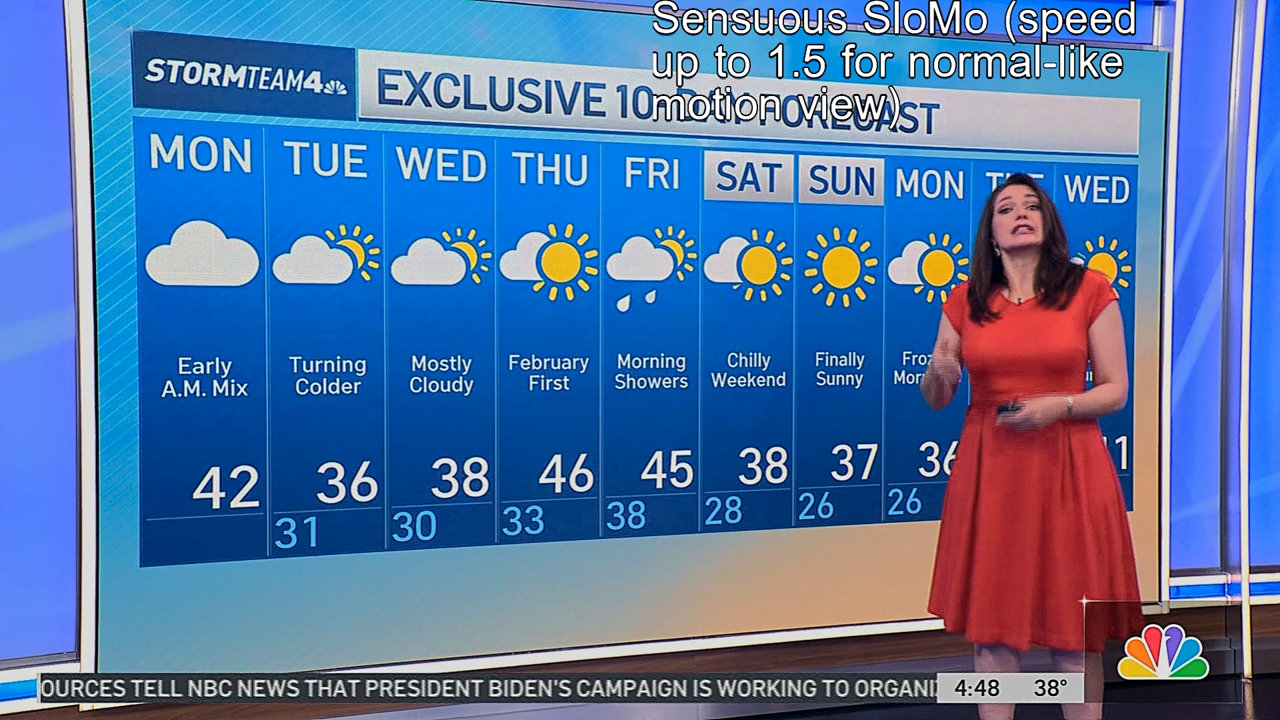 Sensuous SloMo (speed
up to 1.5 for normal-like
motion view)
STORMTEAM4
EXCLUSIVE 10 FORECAST
MON TUE WED THU FRI SAT SUN MON WED
Early
A.M. Mix
Turning
Colder
Mostly
Cloudy
February
First
Morning
Showers
Chilly
Weekend
Finally
Sunny
42 36 38 46 45 38 37 36
31 30 33 38 28 26 26
OURCES TELL NBC NEWS THAT PRESIDENT BIDEN'S CAMPAIGN IS WORKING TO ORGANI
4:48 38°